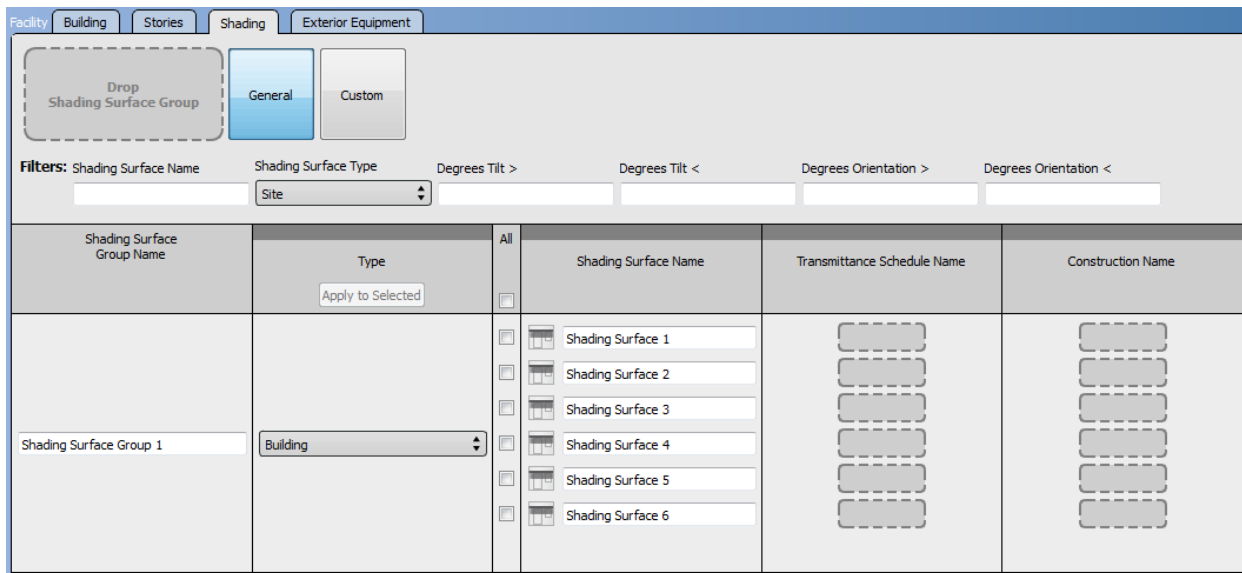 Facility Building Stories Shading Exterior Equipment
Drop
Shading Surface Group
General Custom
Filters: Shading Surface Name Shading Surface Type Degrees Tilt > Degrees Tilt < Degrees Orientation > Degrees Orientation <
Site
Shading Surface
Group Name
Type
Apply to Selected
All
Shading Surface Name
Transmittance Schedule Name
Construction Name
Shading Surface Group 1
Building
Shading Surface 1
Shading Surface 2
Shading Surface 3
Shading Surface 4
Shading Surface 5
Shading Surface 6